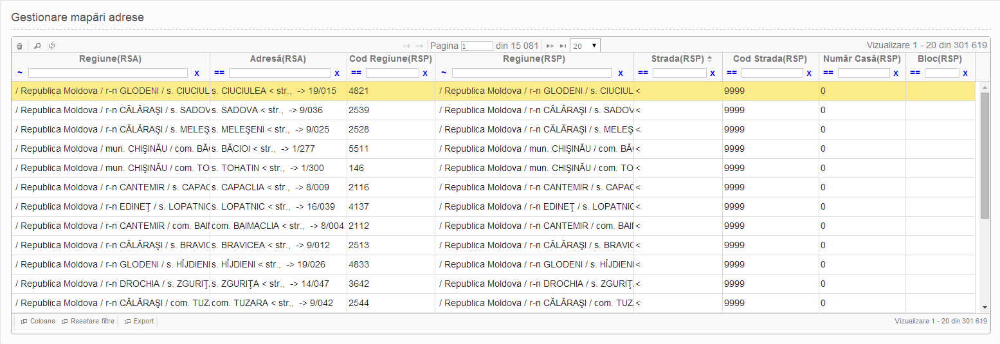 Gestionare mapări adrese
Pagina 1 din 15 081 20 Vizualizare 1 - 20 din 301 619
Regiune(RSA) Adresă(RSA) Cod Regiune(RSP) Regiune(RSP) Strada(RSP) Cod Strada(RSP) Număr Casă(RSP) Bloc(RSP)
~ x == x == x ~ x == x == x == x == x
/ Republica Moldova / r-n GLODENI / s. CIUCIUL s. CIUCIULEA < str., -> 19/015 4821 / Republica Moldova / r-n GLODENI / s. CIUCIUL < 9999 0
/ Republica Moldova / r-n CĂLĂRAŞI / s. SADOV s. SADOVA < str., -> 9/036 2539 / Republica Moldova / r-n CĂLĂRAŞI / s. SADOV < 9999 0
/ Republica Moldova / r-n CĂLĂRAŞI / s. MELEŞ s. MELEŞENI < str., -> 9/025 2528 / Republica Moldova / r-n CĂLĂRAŞI / s. MELEŞ < 9999 0
/ Republica Moldova / mun. CHIŞINĂU / com. BĂ s. BĂCIOI < str., -> 1/277 5511 / Republica Moldova / mun. CHIŞINĂU / com. BĂ < 9999 0
/ Republica Moldova / mun. CHIŞINĂU / com. TO s. TOHATIN < str., -> 1/300 146 / Republica Moldova / mun. CHIŞINĂU / com. TO < 9999 0
/ Republica Moldova / r-n CANTEMIR / s. CAPAC s. CAPACLIA < str., -> 8/009 2116 / Republica Moldova / r-n CANTEMIR / s. CAPAC < 9999 0
/ Republica Moldova / r-n EDINEŢ / s. LOPATNIC s. LOPATNIC < str., -> 16/039 4137 / Republica Moldova / r-n EDINEŢ / s. LOPATNIC < 9999 0
/ Republica Moldova / r-n CANTEMIR / com. BAIM com. BAIMACLIA < str., -> 8/004 2112 / Republica Moldova / r-n CANTEMIR / com. BAIM < 9999 0
/ Republica Moldova / r-n CĂLĂRAŞI / s. BRAVIC s. BRAVICEA < str., -> 9/012 2513 / Republica Moldova / r-n CĂLĂRAŞI / s. BRAVIC < 9999 0
/ Republica Moldova / r-n GLODENI / s. HÎJDIENI s. HÎJDIENI < str., -> 19/026 4833 / Republica Moldova / r-n GLODENI / s. HÎJDIENI < 9999 0
/ Republica Moldova / r-n DROCHIA / s. ZGURIŢA s. ZGURIŢA < str., -> 14/047 3642 / Republica Moldova / r-n DROCHIA / s. ZGURIŢA < 9999 0
/ Republica Moldova / r-n CĂLĂRAŞI / com. TUZ com. TUZARA < str., -> 9/042 2544 / Republica Moldova / r-n CĂLĂRAŞI / com. TUZ < 9999 0
Coloane Resetare filtre Export Vizualizare 1 - 20 din 301 619